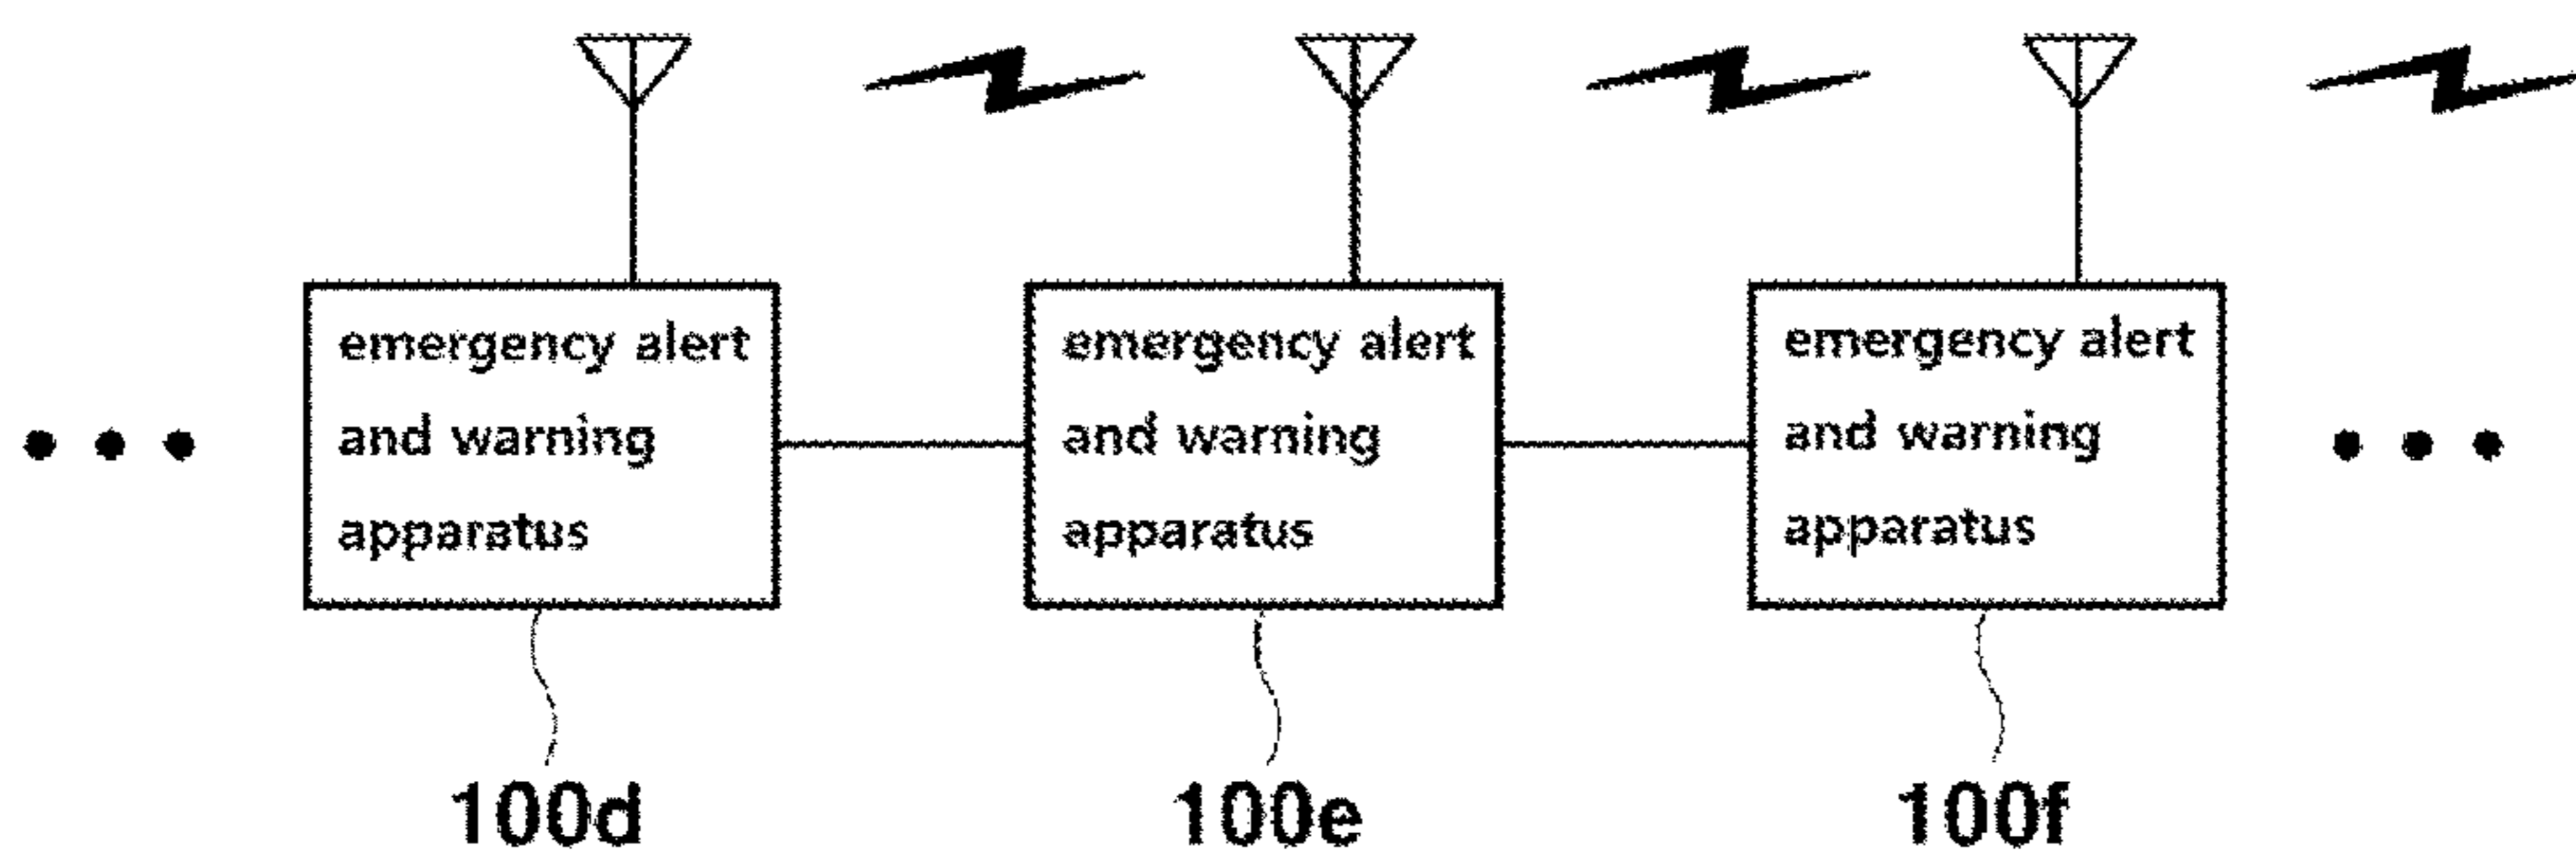 emergency alert
and warning
apparatus
emergency alert
and warning
apparatus
emergency alert
and warning
apparatus
100d
100e
100f